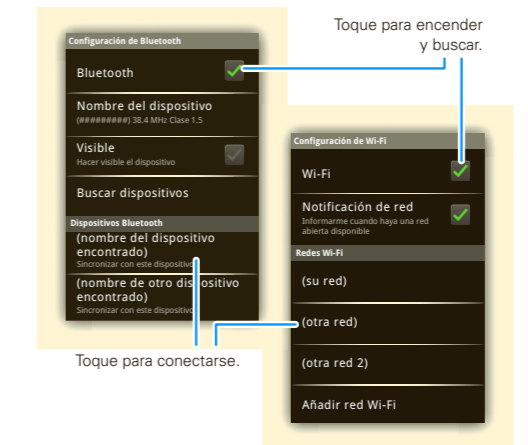 Toque para encender
y buscar.
Configuración de Bluetooth
Bluetooth
Nombre del dispositivo
(#########) 38.4 MHz Clase 1.5
Visible
Hacer visible el dispositivo
Buscar dispositivos
Dispositivos Bluetooth
(nombre del dispositivo
encontrado)
Sincronizar con este dispositivo
(nombre de otro dispositivo
encontrado)
Sincronizar con este dispositivo
Toque para conectarse.
Configuración de Wi-Fi
Wi-Fi
Notificación de red
Informarme cuando haya una red
abierta disponible
Redes Wi-Fi
(su red)
(otra red)
(otra red 2)
Añadir red Wi-Fi